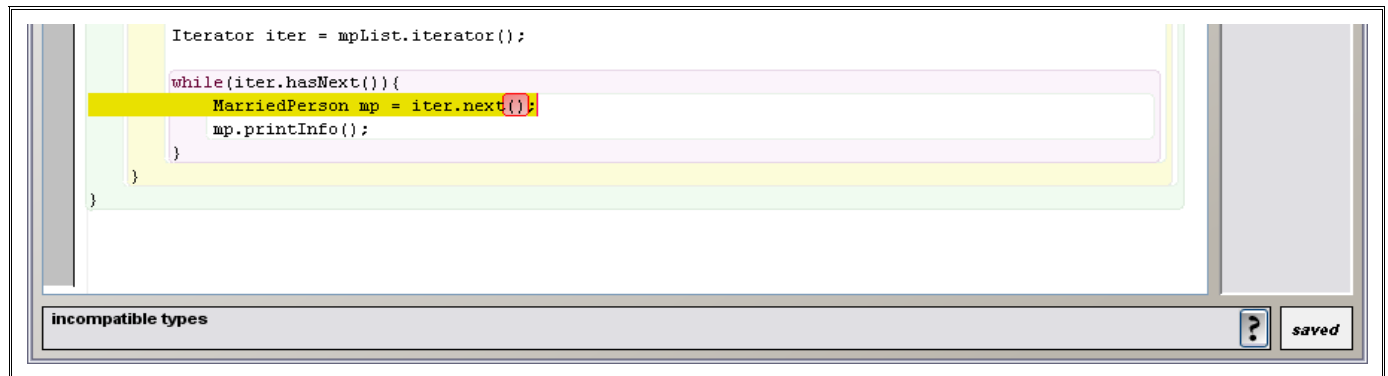 Iterator iter = mpList.iterator();
while(iter.hasNext()){
MarriedPerson mp = iter.next();
mp.printInfo();
}
}
}
incompatible types
?
saved